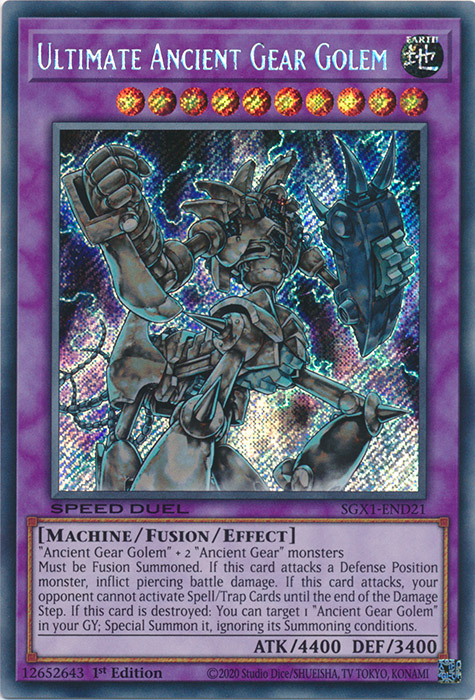 ULTIMATE ANCIENT GEAR GOLEM
EARTH
地
SPEED DUEL
SGX1-END21
[MACHINE/FUSION/EFFECT]
"Ancient Gear Golem" + 2 "Ancient Gear" monsters
Must be Fusion Summoned. If this card attacks a Defense Position
monster, inflict piercing battle damage. If this card attacks, your
opponent cannot activate Spell/Trap Cards until the end of the Damage
Step. If this card is destroyed: You can target 1 "Ancient Gear Golem"
in your GY; Special Summon it, ignoring its Summoning conditions.
ATK/4400 DEF/3400
12652643 1st Edition ©2020 Studio Dice/SHUEISHA, TV TOKYO, KONAMI